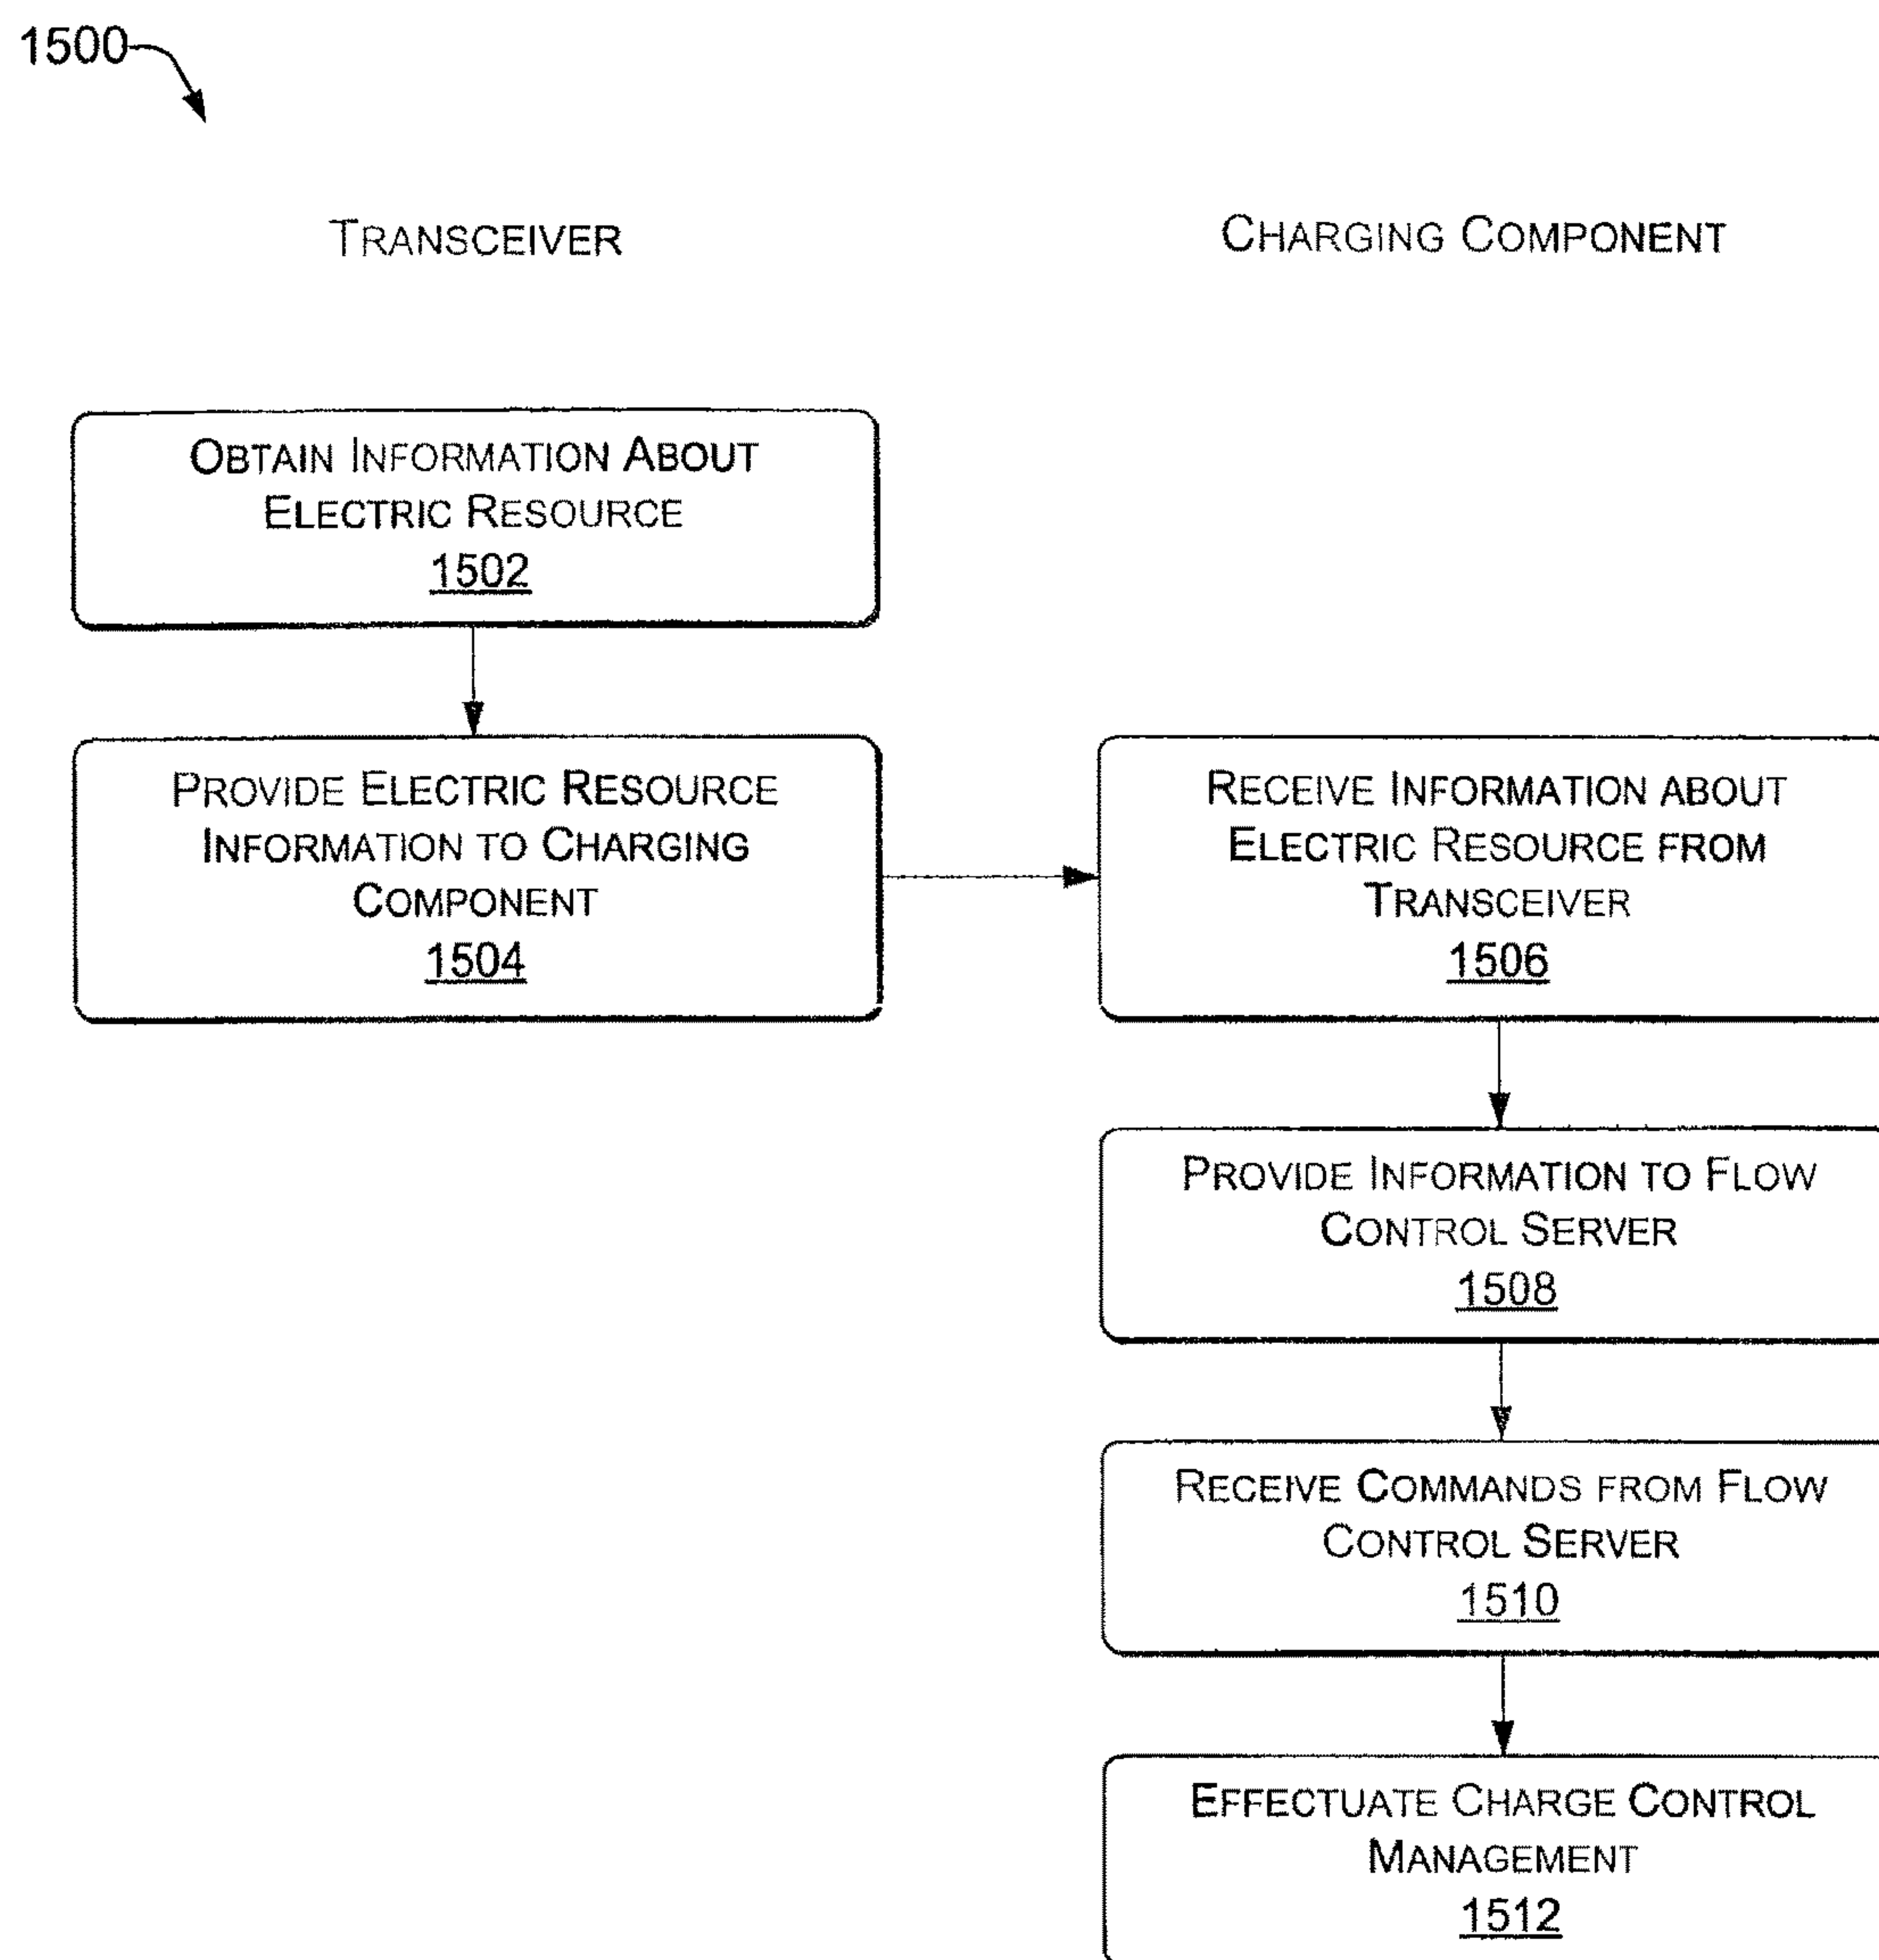 1500
TRANSCEIVER
CHARGING COMPONENT
OBTAIN INFORMATION ABOUT
ELECTRIC RESOURCE
1502
PROVIDE ELECTRIC RESOURCE
INFORMATION TO CHARGING
COMPONENT
1504
RECEIVE INFORMATION ABOUT
ELECTRIC RESOURCE FROM
TRANSCEIVER
1506
PROVIDE INFORMATION TO FLOW
CONTROL SERVER
1508
RECEIVE COMMANDS FROM FLOW
CONTROL SERVER
1510
EFFECTUATE CHARGE CONTROL
MANAGEMENT
1512